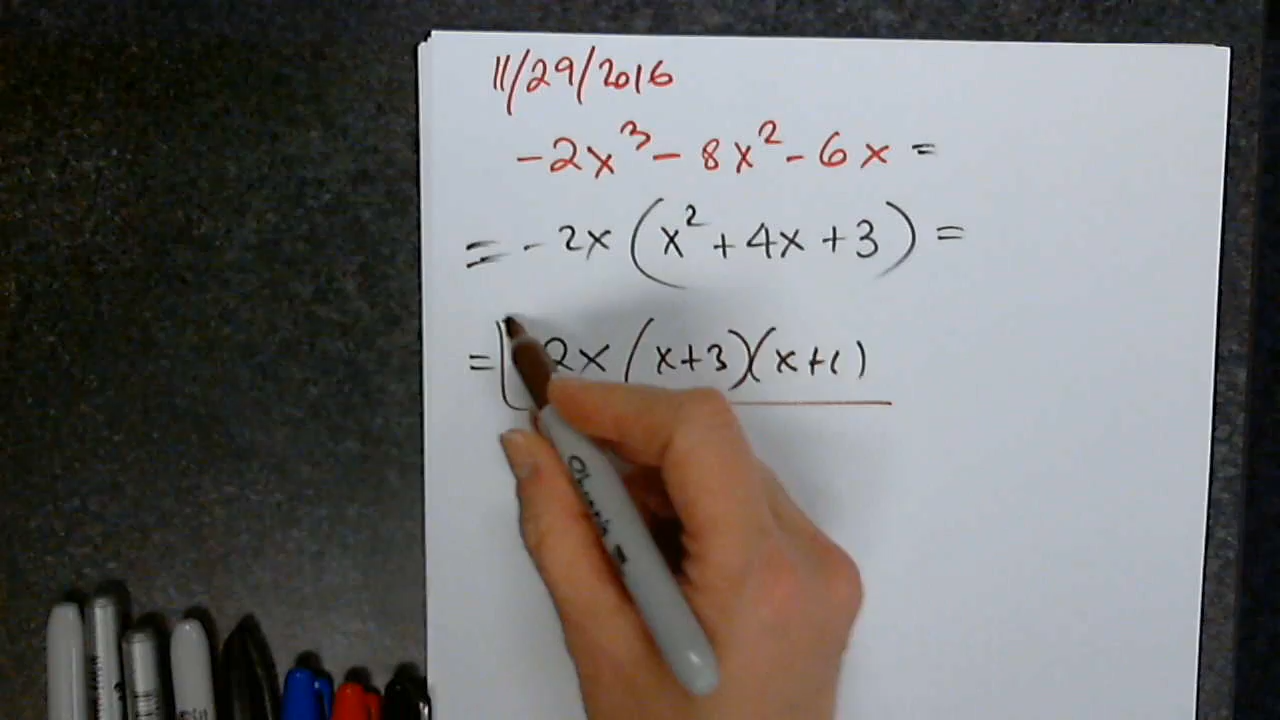 11/29/2016
-2x³ - 8x² - 6x =
= -2x (x² + 4x + 3) =
= 2x (x+3)(x+1)